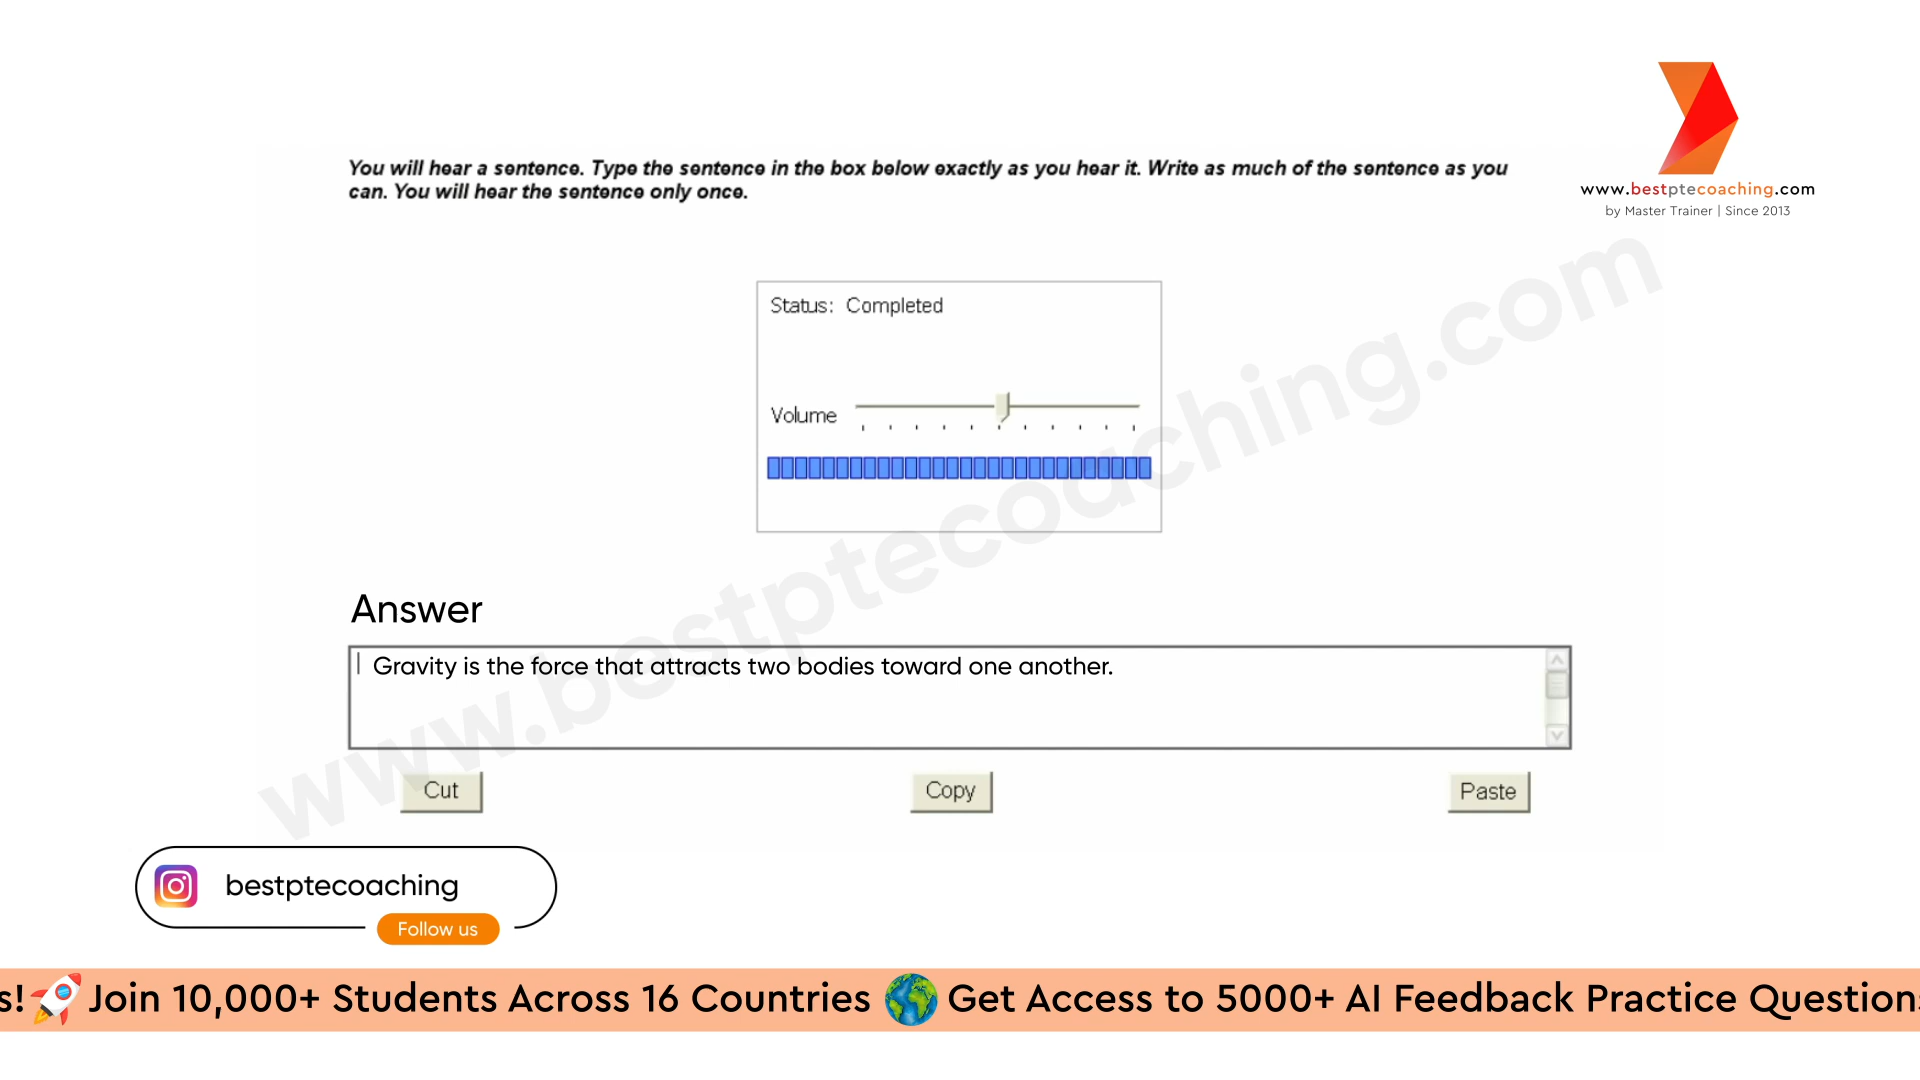 You will hear a sentence. Type the sentence in the box below exactly as you hear it. Write as much of the sentence as you
can. You will hear the sentence only once.
www.bestptecoaching.com
by Master Trainer | Since 2013
Status: Completed
Volume
www.bestptecoaching.com
Answer
Gravity is the force that attracts two bodies toward one another.
Cut
Copy
Paste
bestptecoaching
Follow us
s! Join 10,000+ Students Across 16 Countries Get Access to 5000+ AI Feedback Practice Questions